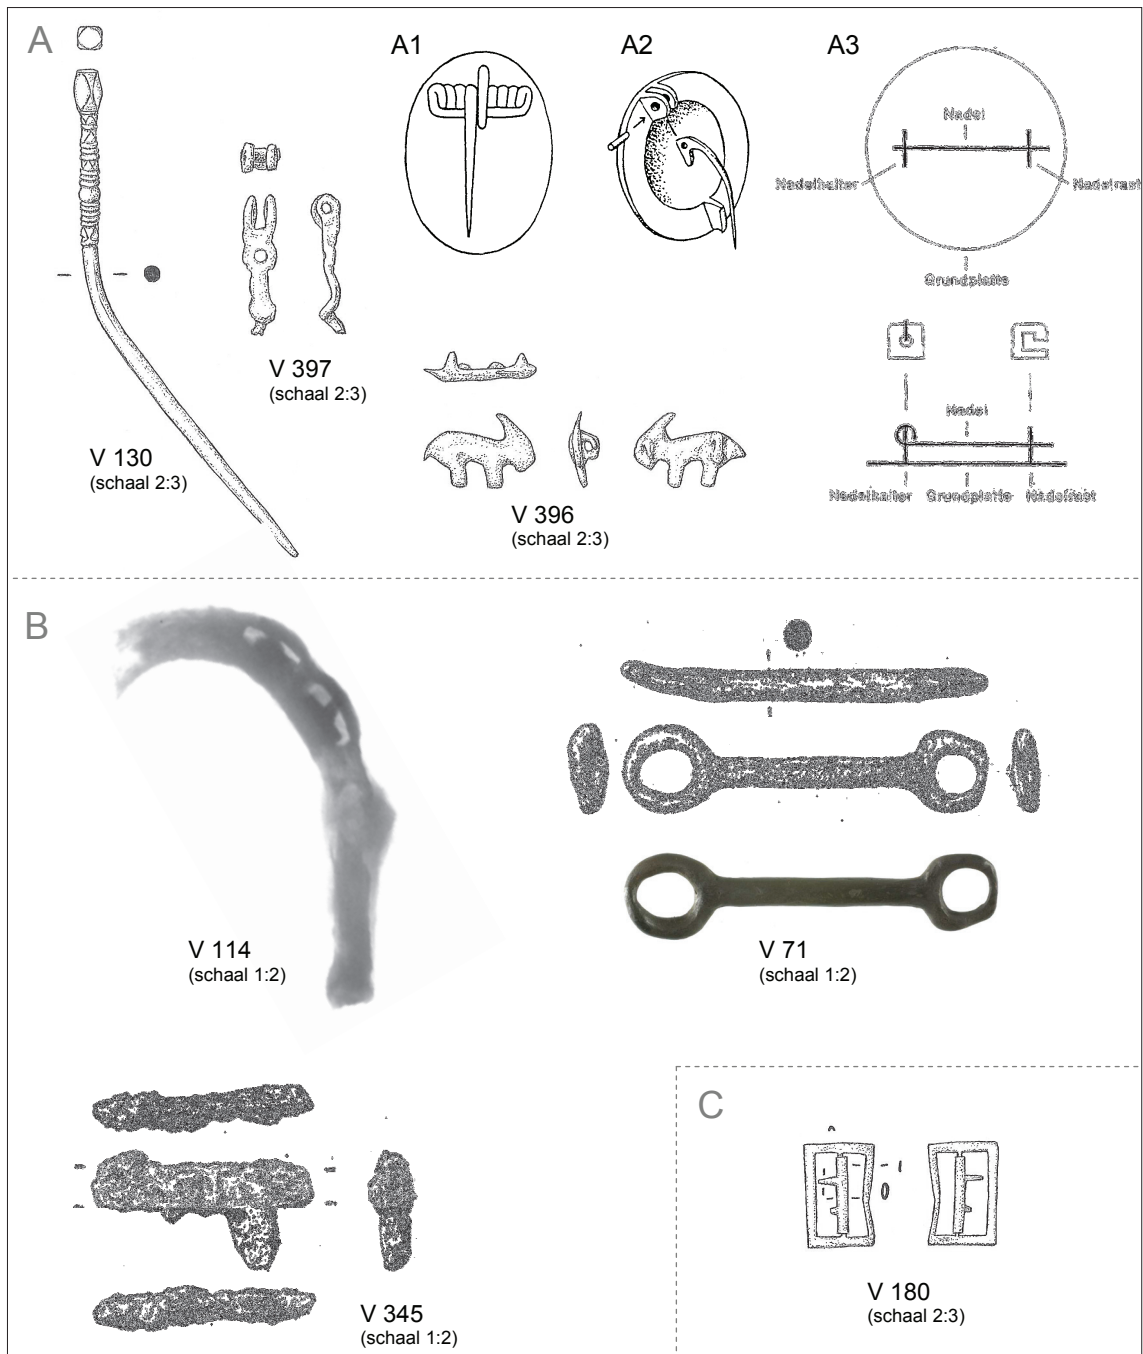 A
A1
A2
A3
Nadel
Nadelhalter
Nadelrast
Grundplatte
V 397
(schaal 2:3)
V 130
(schaal 2:3)
V 396
(schaal 2:3)
Nadel
Nadelhalter Grundplatte Nadelrast
B
V 114
(schaal 1:2)
V 71
(schaal 1:2)
V 345
(schaal 1:2)
C
V 180
(schaal 2:3)